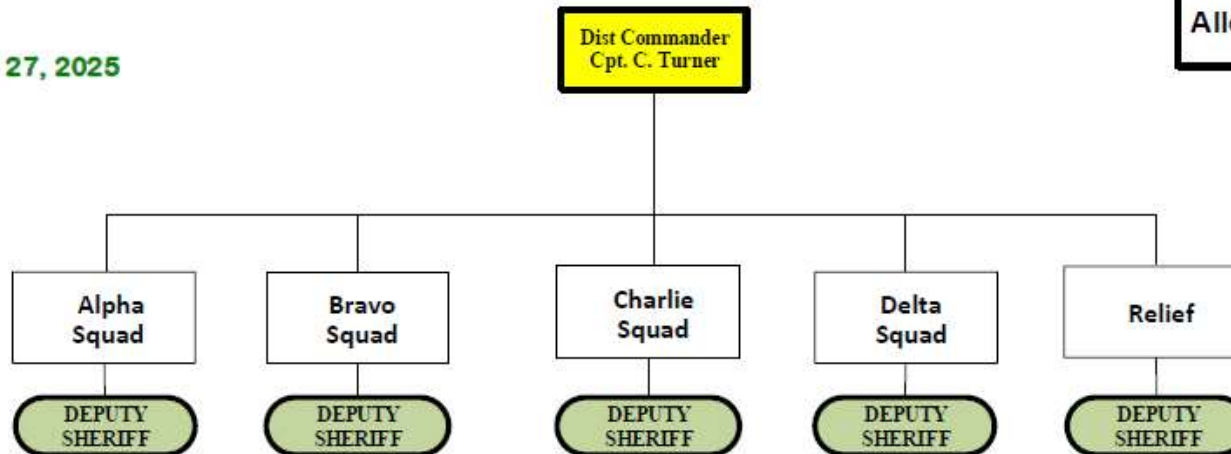 Dist Commander
Cpt. C. Turner
27, 2025
Alpha
Squad
Bravo
Squad
Charlie
Squad
Delta
Squad
Relief
DEPUTY
SHERIFF
DEPUTY
SHERIFF
DEPUTY
SHERIFF
DEPUTY
SHERIFF
DEPUTY
SHERIFF